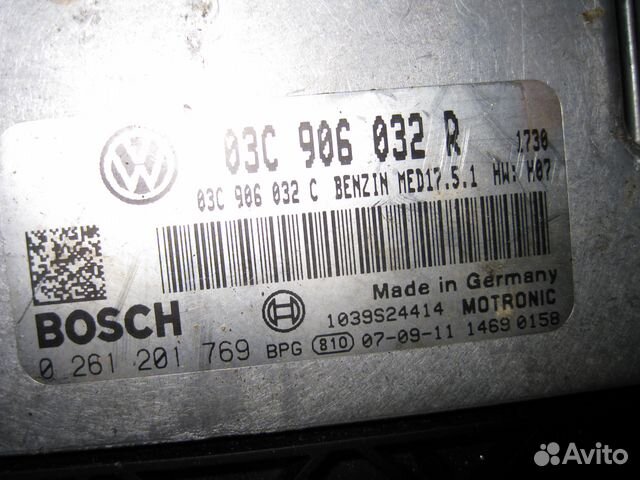 03C 906 032 R 1730
03C 906 032 C BENZIN MED17.5.1 HW: H07
Made in Germany
BOSCH 1039S24414 MOTRONIC
0 261 201 769 BPG 810 07-09-11 1469 0158
Avito